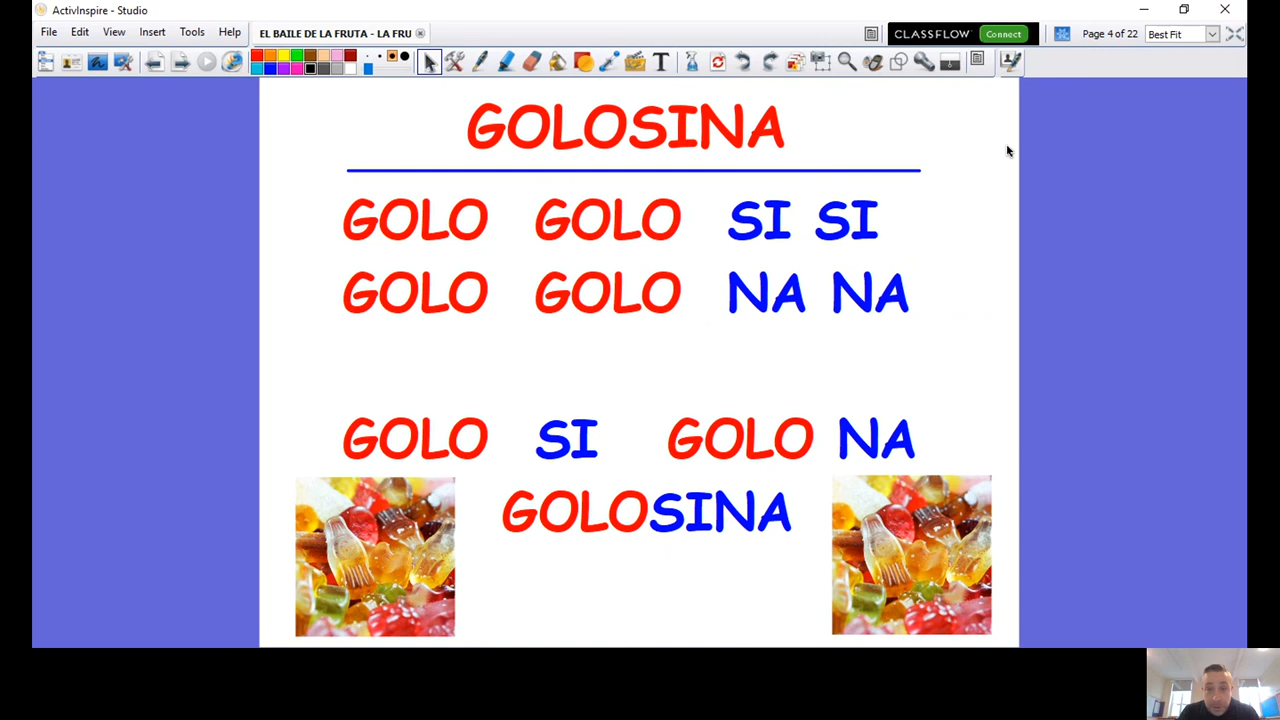 ActivInspire - Studio
File Edit View Insert Tools Help EL BAILE DE LA FRUTA - LA FRU CLASSFLOW Connect Page 4 of 22 Best Fit
GOLOSINA
GOLO GOLO SI SI
GOLO GOLO NA NA
GOLO SI GOLO NA
GOLOSINA